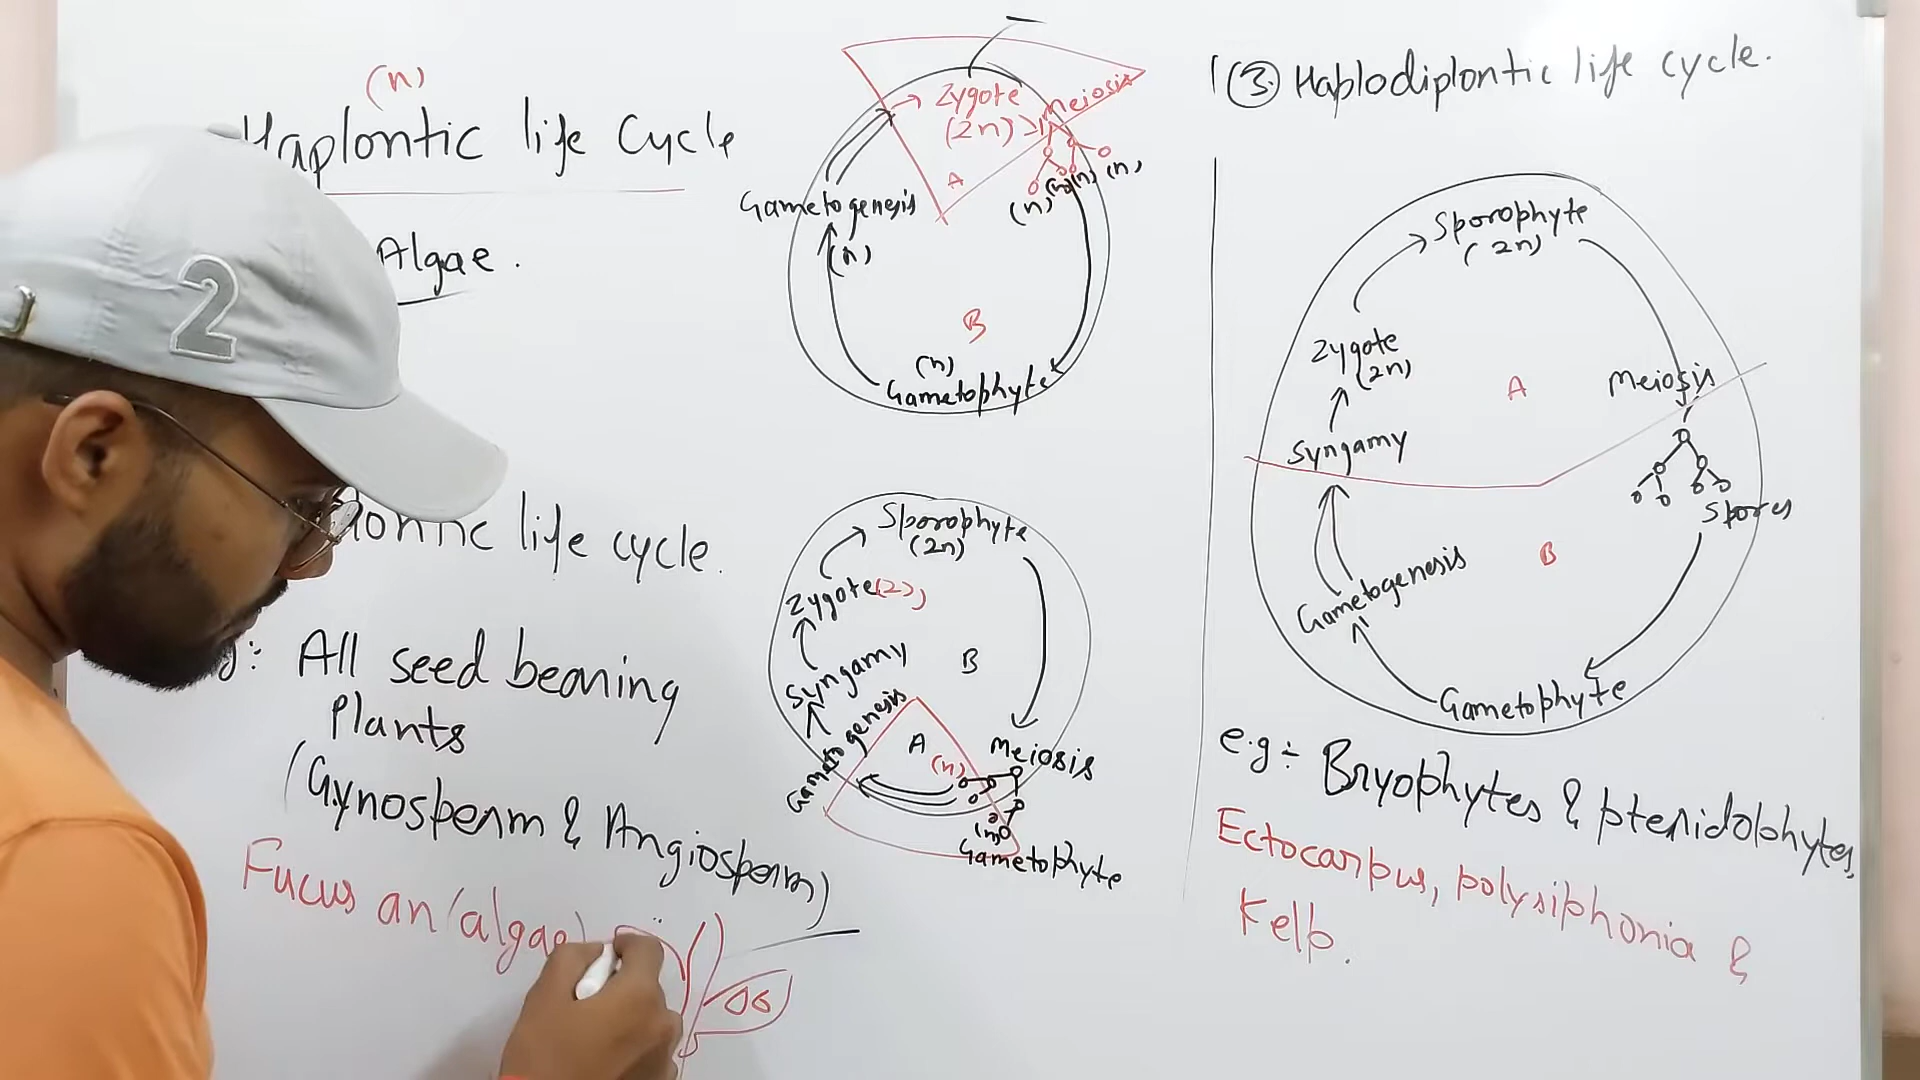 (n)
Haplontic life Cycle
Algae.
Zygote
(2n)
Meiosis
A
(n) (n) (n) (n)
Gametogenesis
(n)
B
(n)
Gametophyte
life cycle.
All seed bearing
Plants
(Gynosperm & Angiosperm)
Fucus an (algae)
Sporophyte
(2n)
Zygote
Syngamy
Gametogenesis
B
A
(n)
Meiosis
Gametophyte
③ Haplodiplontic life cycle.
Sporophyte
(2n)
Zygote
(2n)
A
Meiosis
Syngamy
Spores
B
Gametogenesis
Gametophyte
e.g ÷ Bryophytes & pteridophytes,
Ectocarpus, polysiphonia &
Kelp.
2